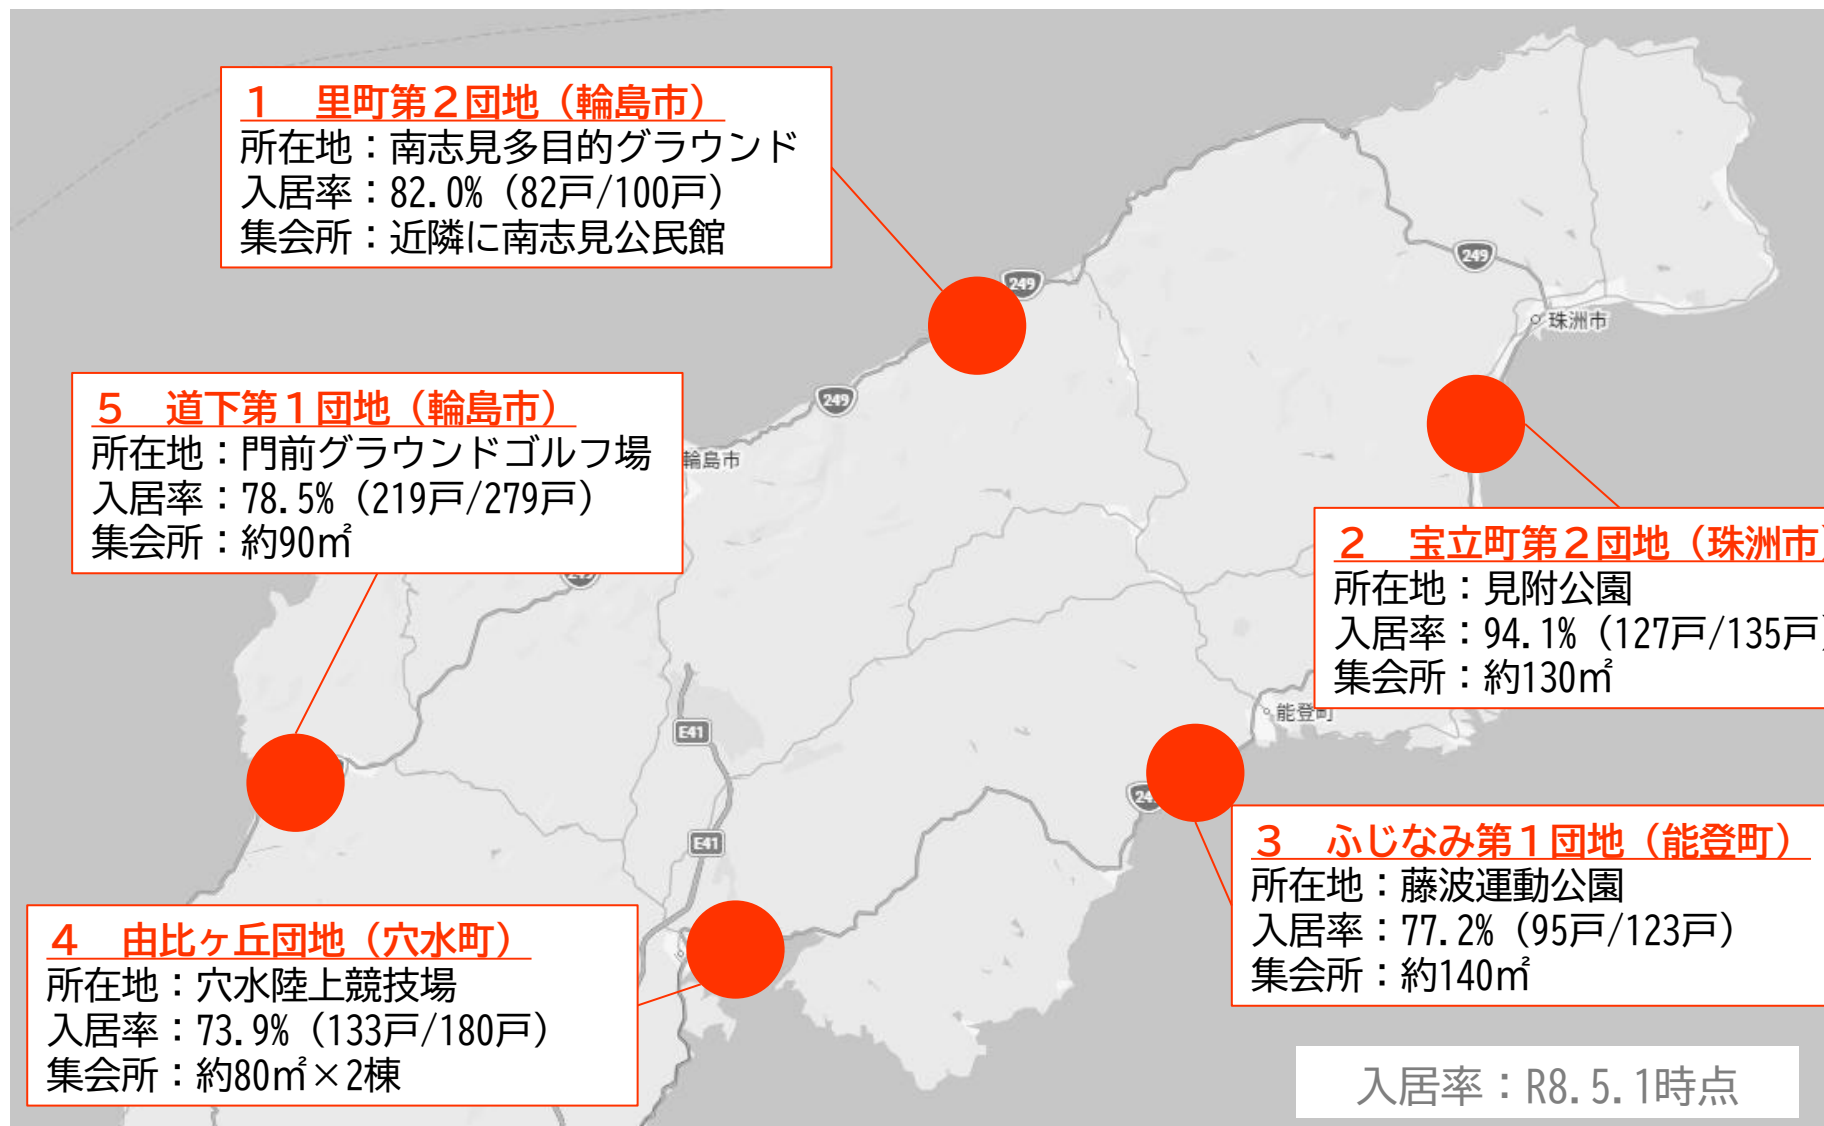 1　里町第2団地（輪島市）
所在地：南志見多目的グラウンド
入居率：82.0%（82戸/100戸）
集会所：近隣に南志見公民館
249
249
珠洲市
249
5　道下第1団地（輪島市）
所在地：門前グラウンドゴルフ場
入居率：78.5%（219戸/279戸）
集会所：約90㎡
輪島市
2　宝立町第2団地（珠洲市）
所在地：見附公園
入居率：94.1%（127戸/135戸）
集会所：約130㎡
能登町
E41
E41
3　ふじなみ第1団地（能登町）
所在地：藤波運動公園
入居率：77.2%（95戸/123戸）
集会所：約140㎡
4　由比ヶ丘団地（穴水町）
所在地：穴水陸上競技場
入居率：73.9%（133戸/180戸）
集会所：約80㎡×2棟
入居率：R8.5.1時点